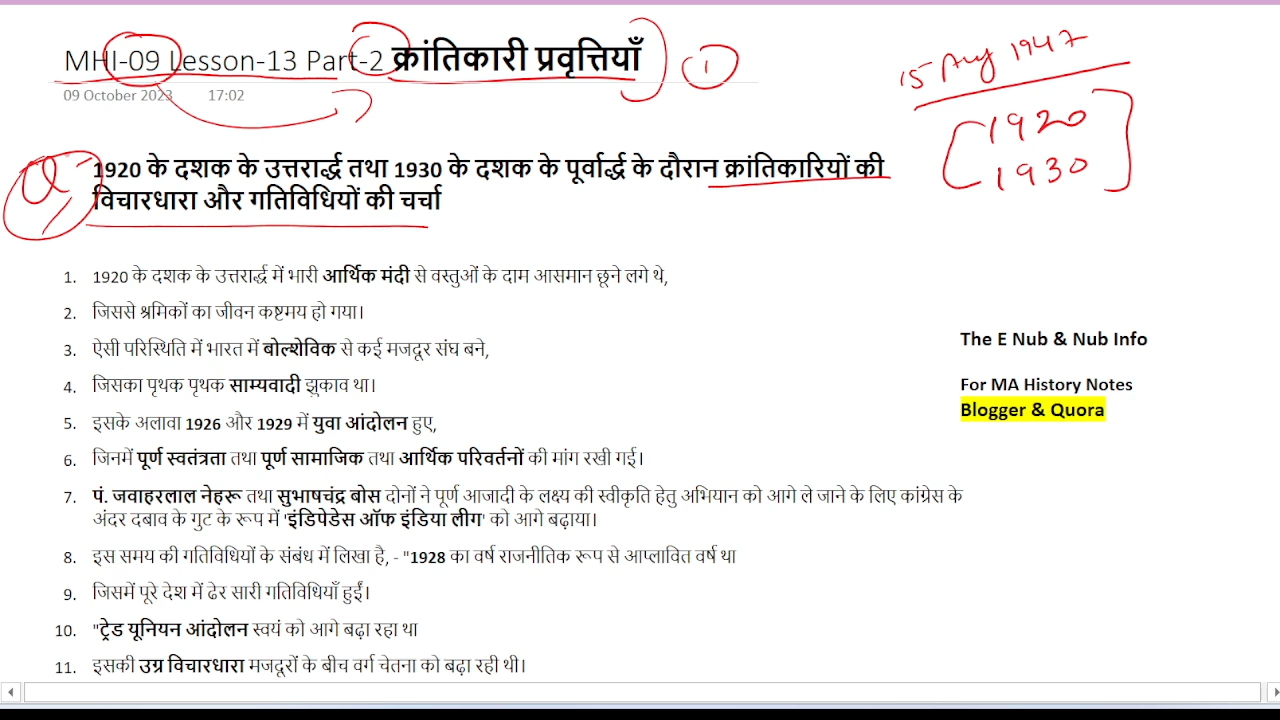 MHI-09 Lesson-13 Part-2 क्रांतिकारी प्रवृत्तियाँ
1
15 Aug 1947
1920
1930
09 October 2023 17:02
Q
1920 के दशक के उत्तरार्द्ध तथा 1930 के दशक के पूर्वार्द्ध के दौरान क्रांतिकारियों की
विचारधारा और गतिविधियों की चर्चा
1. 1920 के दशक के उत्तरार्द्ध में भारी आर्थिक मंदी से वस्तुओं के दाम आसमान छूने लगे थे,
2. जिससे श्रमिकों का जीवन कष्टमय हो गया।
3. ऐसी परिस्थिति में भारत में बोल्शेविक से कई मजदूर संघ बने,
4. जिसका पृथक पृथक साम्यवादी झुकाव था।
5. इसके अलावा 1926 और 1929 में युवा आंदोलन हुए,
6. जिनमें पूर्ण स्वतंत्रता तथा पूर्ण सामाजिक तथा आर्थिक परिवर्तनों की मांग रखी गई।
7. पं. जवाहरलाल नेहरू तथा सुभाषचंद्र बोस दोनों ने पूर्ण आजादी के लक्ष्य की स्वीकृति हेतु अभियान को आगे ले जाने के लिए कांग्रेस के
अंदर दबाव के गुट के रूप में 'इंडिपेडेस ऑफ इंडिया लीग' को आगे बढ़ाया।
8. इस समय की गतिविधियों के संबंध में लिखा है, - "1928 का वर्ष राजनीतिक रूप से आप्लावित वर्ष था
9. जिसमें पूरे देश में ढेर सारी गतिविधियाँ हुईं।
10. "ट्रेड यूनियन आंदोलन स्वयं को आगे बढ़ा रहा था
11. इसकी उग्र विचारधारा मजदूरों के बीच वर्ग चेतना को बढ़ा रही थी।
The E Nub & Nub Info
For MA History Notes
Blogger & Quora